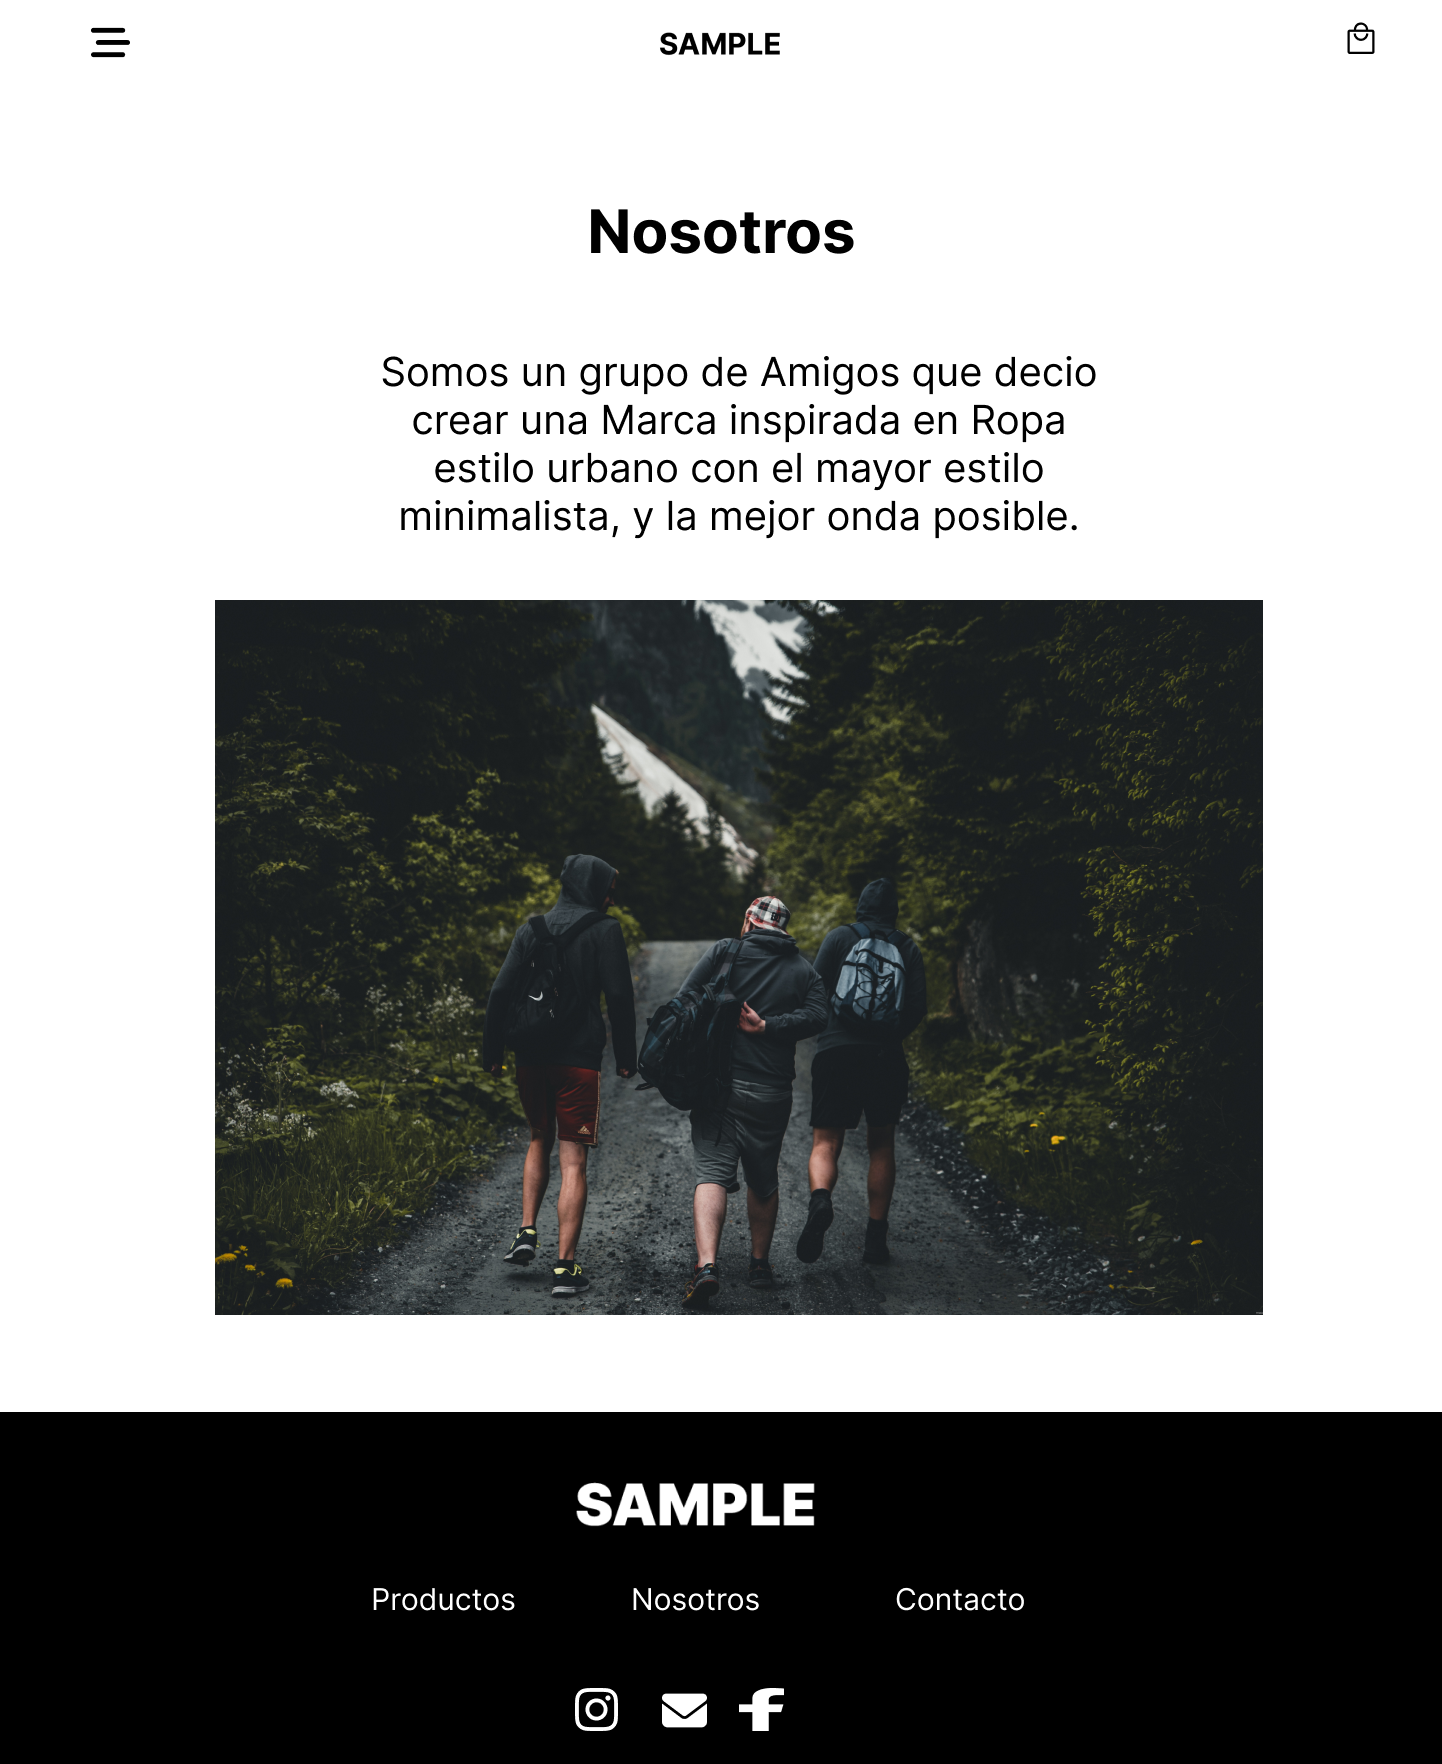 SAMPLE
Nosotros
Somos un grupo de Amigos que decio
crear una Marca inspirada en Ropa
estilo urbano con el mayor estilo
minimalista, y la mejor onda posible.
SAMPLE
Productos Nosotros Contacto